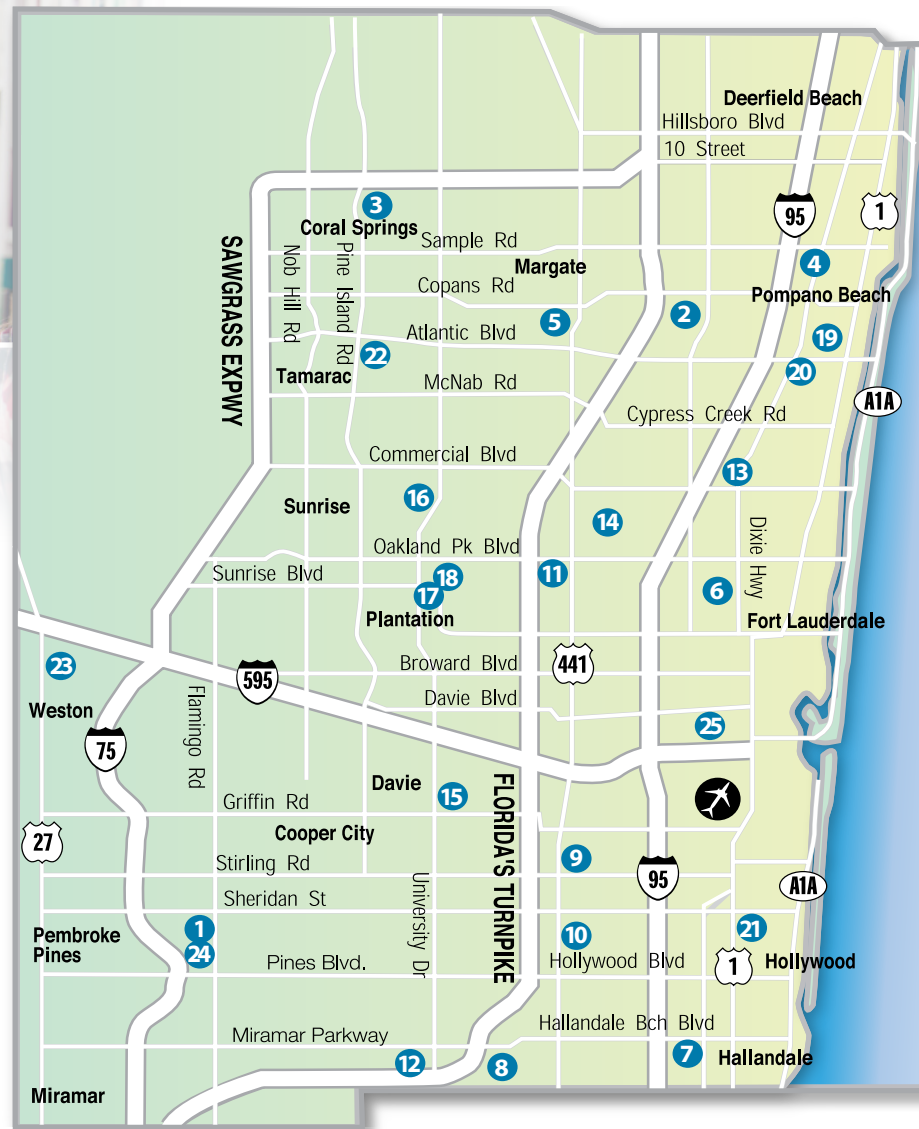 Deerfield Beach
Hillsboro Blvd
10 Street
3
Coral Springs
95
1
SAWGRASS EXPWY
Nob Hill Rd
Pine Island Rd
Sample Rd
Margate
4
Copans Rd
Pompano Beach
5
2
Atlantic Blvd
19
22
Tamarac
20
McNab Rd
A1A
Cypress Creek Rd
Commercial Blvd
13
16
Sunrise
14
Dixie Hwy
Oakland Pk Blvd
Sunrise Blvd
18
11
17
6
Plantation
Fort Lauderdale
23
595
Broward Blvd
441
Weston
Flamingo Rd
Davie Blvd
25
75
Davie
15
FLORIDA'S TURNPIKE
Griffin Rd
27
Cooper City
Stirling Rd
9
95
A1A
Sheridan St
University Dr
1
24
Pembroke
Pines
10
21
Pines Blvd.
Hollywood Blvd
1
Hollywood
Hallandale Bch Blvd
Miramar Parkway
12
8
7
Hallandale
Miramar